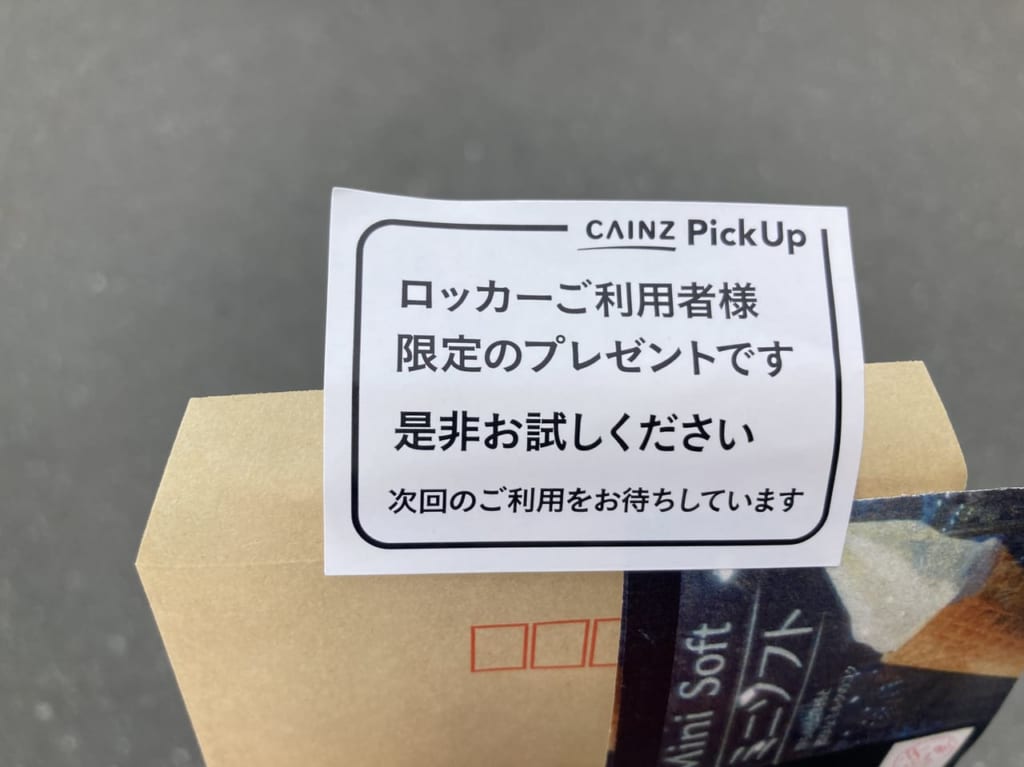 CAINZ PickUp
ロッカーご利用者様
限定のプレゼントです
是非お試しください
次回のご利用をお待ちしています
Mini Soft
ミニソフト